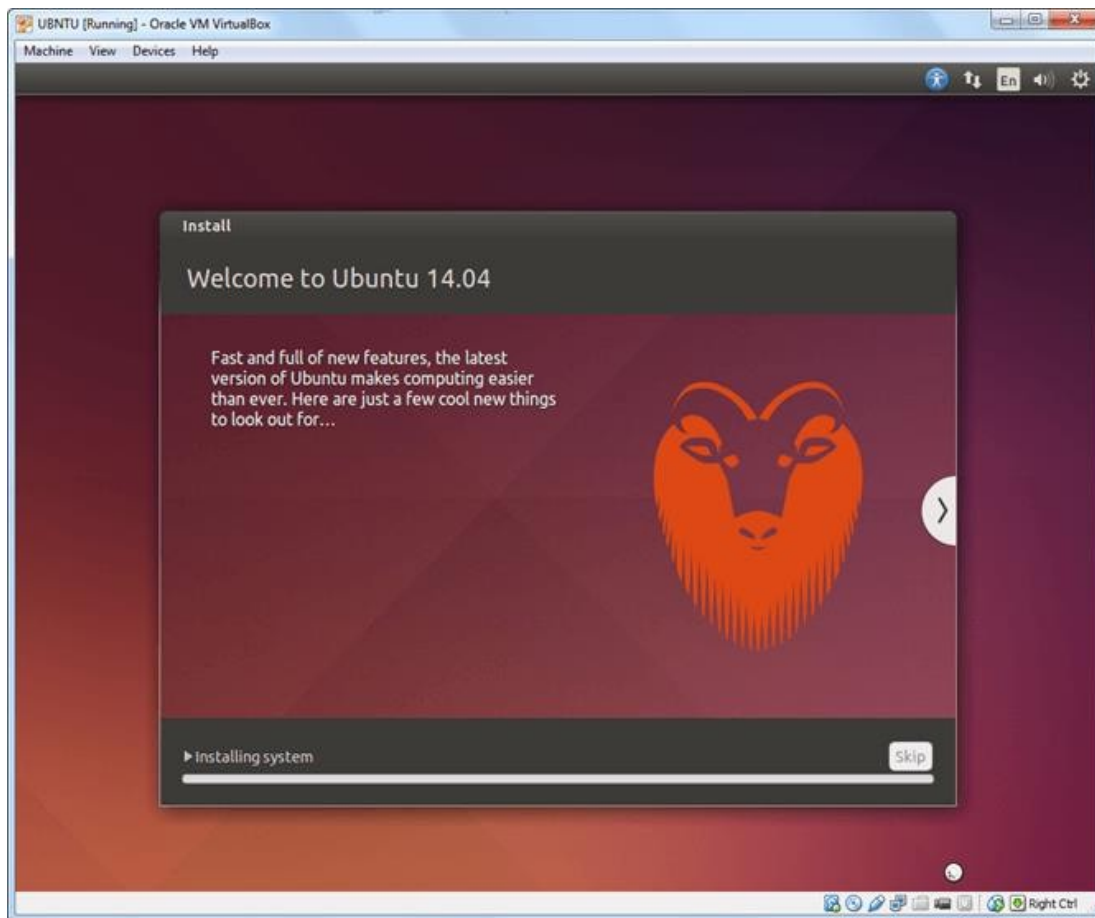 UBNTU [Running] - Oracle VM VirtualBox
Machine View Devices Help
En
Install
Welcome to Ubuntu 14.04
Fast and full of new features, the latest
version of Ubuntu makes computing easier
than ever. Here are just a few cool new things
to look out for...
Installing system
Skip
Right Ctrl